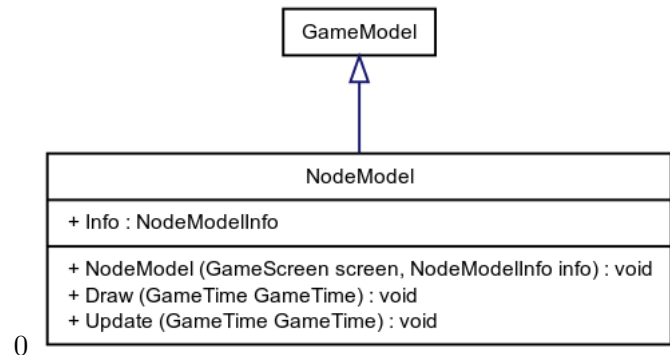 GameModel
NodeModel
+ Info : NodeModelInfo
+ NodeModel (GameScreen screen, NodeModelInfo info) : void
+ Draw (GameTime GameTime) : void
+ Update (GameTime GameTime) : void
0